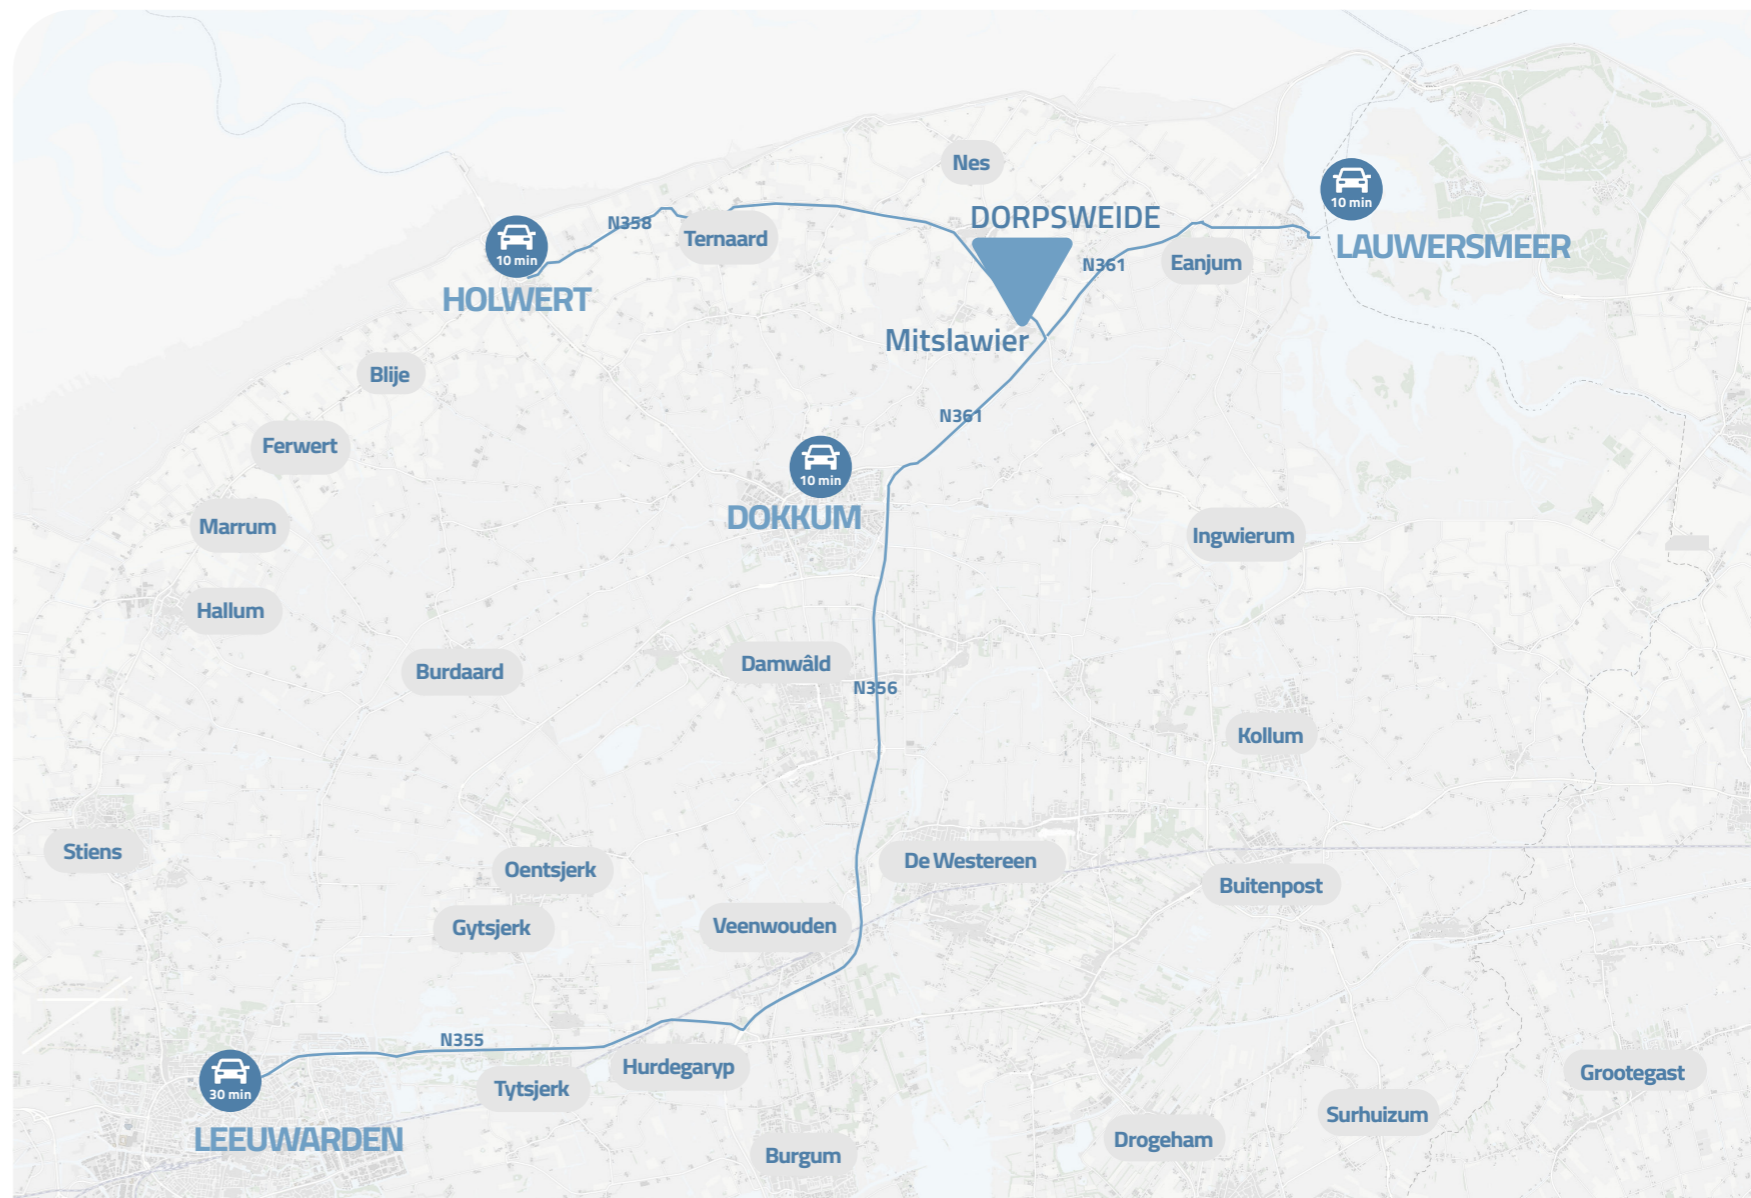 Nes
10 min
DORPSWEIDE
N358
Ternaard
LAUWERSMEER
10 min
N361
Eanjum
HOLWERT
Mitslawier
Blije
N361
Ferwert
10 min
DOKKUM
Marrum
Ingwierum
Hallum
Damwâld
Burdaard
N356
Kollum
Stiens
De Westereen
Oentsjerk
Buitenpost
Veenwouden
Gytsjerk
N355
Hurdegaryp
Grootegast
30 min
Tytsjerk
Surhuizum
LEEUWARDEN
Drogeham
Burgum